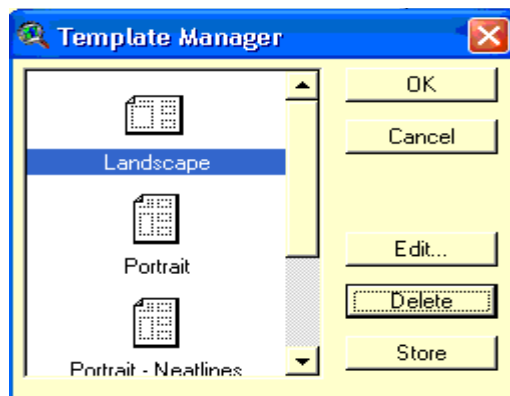 Template Manager
Landscape
Portrait
Portrait - Neatlines
OK
Cancel
Edit...
Delete
Store